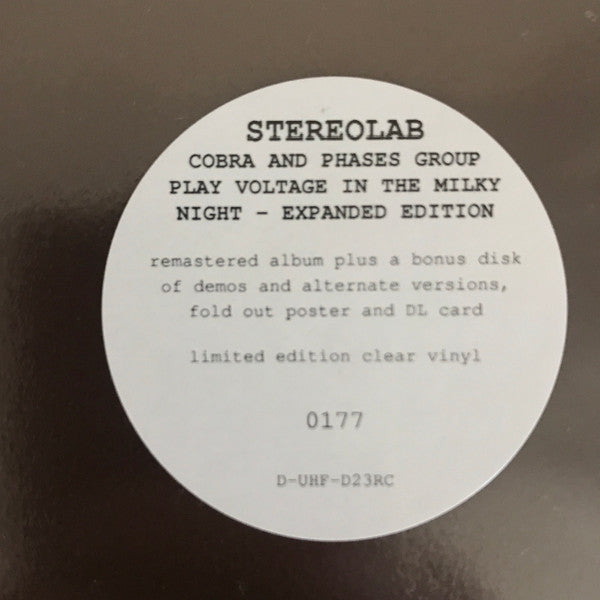 STEREOLAB
COBRA AND PHASES GROUP
PLAY VOLTAGE IN THE MILKY
NIGHT - EXPANDED EDITION
remastered album plus a bonus disk
of demos and alternate versions,
fold out poster and DL card
limited edition clear vinyl
0177
D-UHF-D23RC